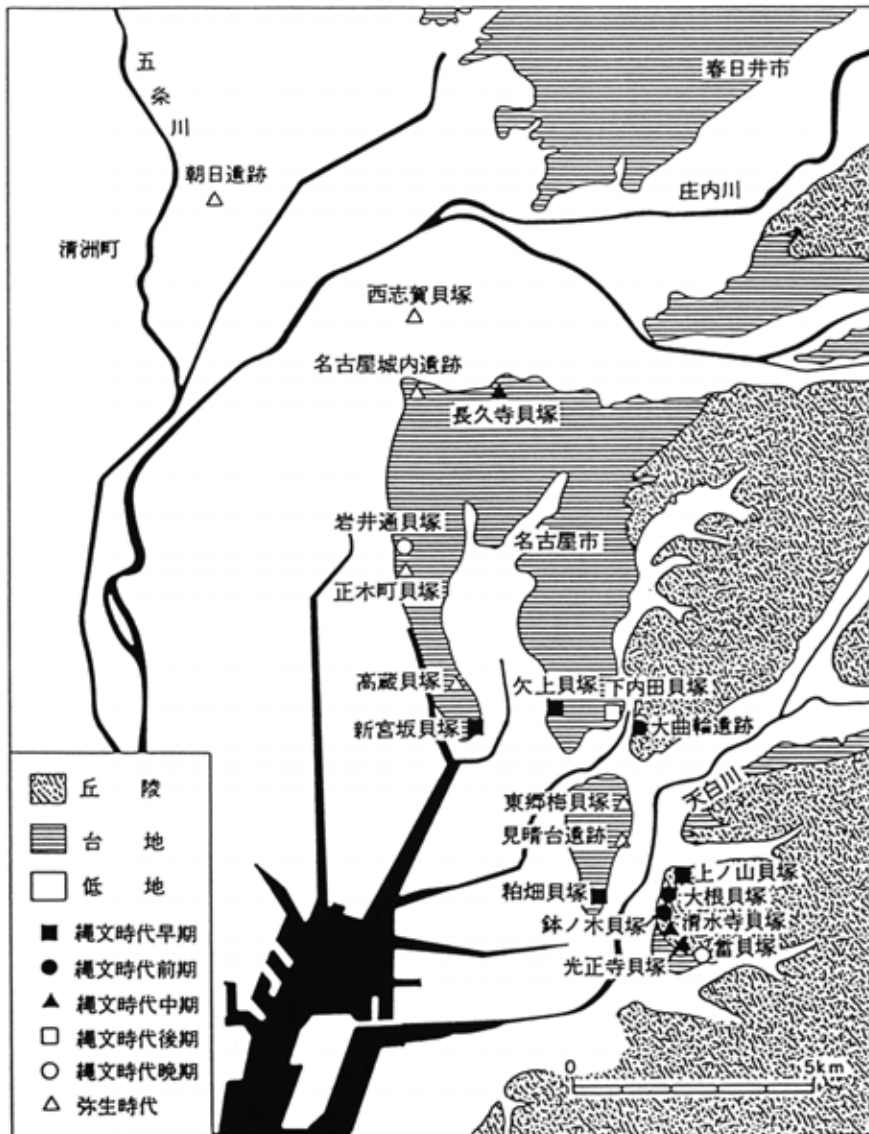 五条川
春日井市
朝日遺跡
庄内川
清洲町
西志賀貝塚
名古屋城内遺跡
長久寺貝塚
岩井通貝塚
名古屋市
正木町貝塚
高蔵貝塚
欠上貝塚
下内田貝塚
新宮坂貝塚
大曲輪遺跡
天白川
東郷梅貝塚
見晴台遺跡
上ノ山貝塚
粕畑貝塚
大根貝塚
鉾ノ木貝塚
清水寺貝塚
雷貝塚
光正寺貝塚
丘陵
台地
低地
縄文時代早期
縄文時代前期
縄文時代中期
縄文時代後期
縄文時代晩期
弥生時代
0
5km